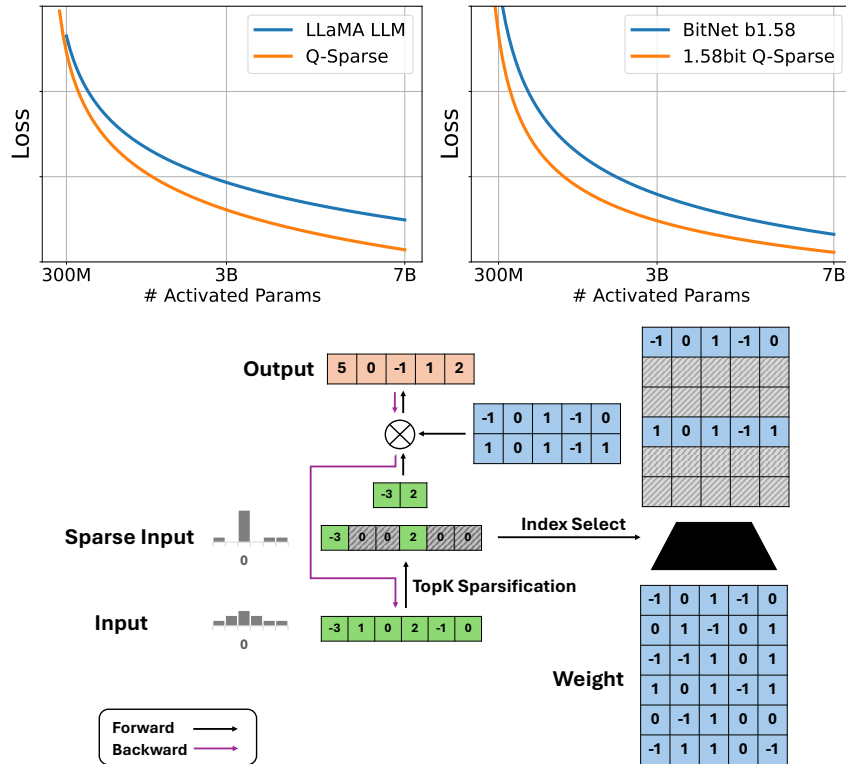 LLaMA LLM
Q-Sparse
Loss
300M 3B 7B
# Activated Params
BitNet b1.58
1.58bit Q-Sparse
Loss
300M 3B 7B
# Activated Params
Output
5 0 -1 1 2
-1 0 1 -1 0
1 0 1 -1 1
-1 0 1 -1 0
1 0 1 -1 1
-3 2
Sparse Input
0
-3 0 0 2 0 0
Index Select
TopK Sparsification
Input
0
-3 1 0 2 -1 0
Weight
-1 0 1 -1 0
0 1 -1 0 1
-1 -1 1 0 1
1 0 1 -1 1
0 -1 1 0 0
-1 1 1 0 -1
Forward
Backward